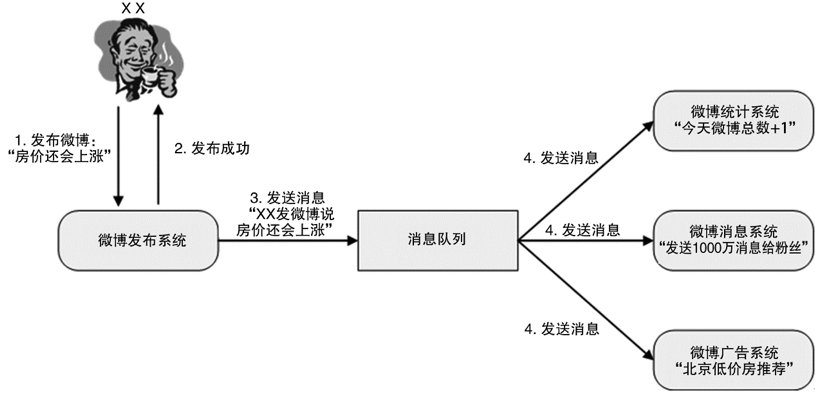 XX
1. 发布微博：
“房价还会上涨”
2. 发布成功
微博发布系统
3. 发送消息
“XX发微博说
房价还会上涨”
消息队列
4. 发送消息
微博统计系统
“今天微博总数+1”
4. 发送消息
微博消息系统
“发送1000万消息给粉丝”
4. 发送消息
微博广告系统
“北京低价房推荐”